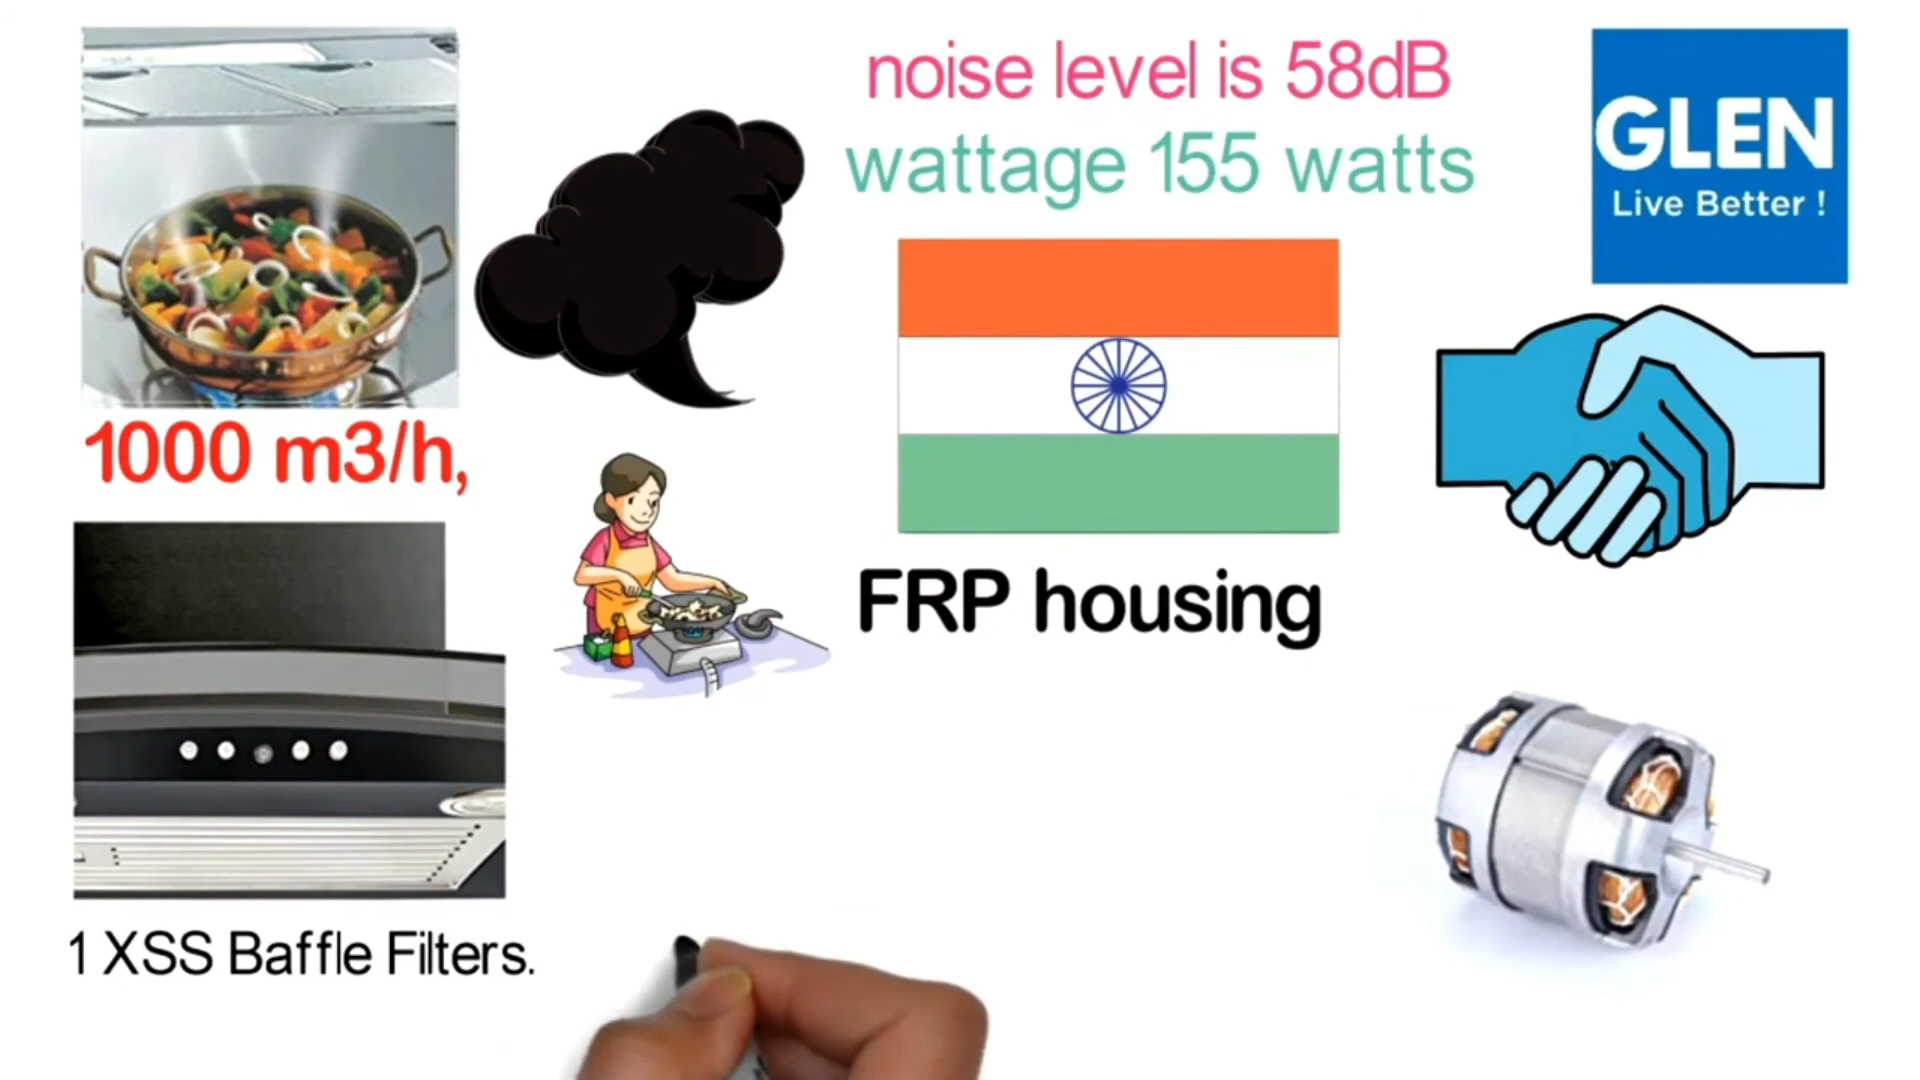 noise level is 58dB
wattage 155 watts
GLEN
Live Better !
1000 m3/h,
FRP housing
1 XSS Baffle Filters.